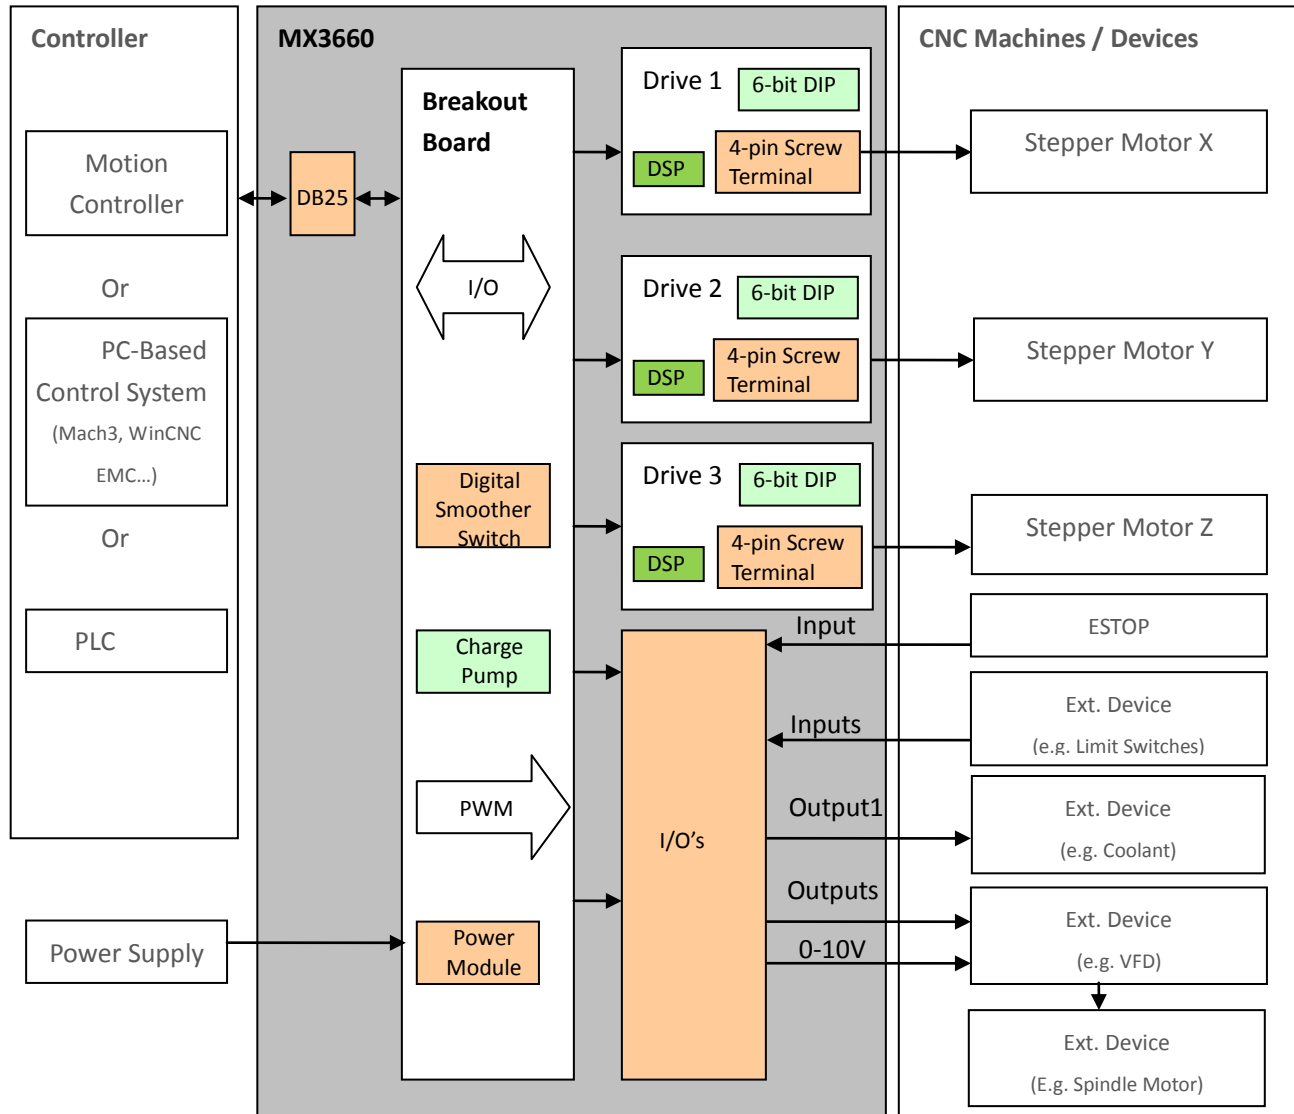 Controller
Motion
Controller
Or
PC-Based
Control System
(Mach3, WinCNC
EMC...)
Or
PLC
Power Supply
MX3660
DB25
Breakout
Board
I/O
Digital
Smoother
Switch
Charge
Pump
PWM
Power
Module
Drive 1
6-bit DIP
DSP
4-pin Screw
Terminal
Drive 2
6-bit DIP
DSP
4-pin Screw
Terminal
Drive 3
6-bit DIP
DSP
4-pin Screw
Terminal
I/O’s
Input
Inputs
Output1
Outputs
0-10V
CNC Machines / Devices
Stepper Motor X
Stepper Motor Y
Stepper Motor Z
ESTOP
Ext. Device
(e.g. Limit Switches)
Ext. Device
(e.g. Coolant)
Ext. Device
(e.g. VFD)
Ext. Device
(E.g. Spindle Motor)